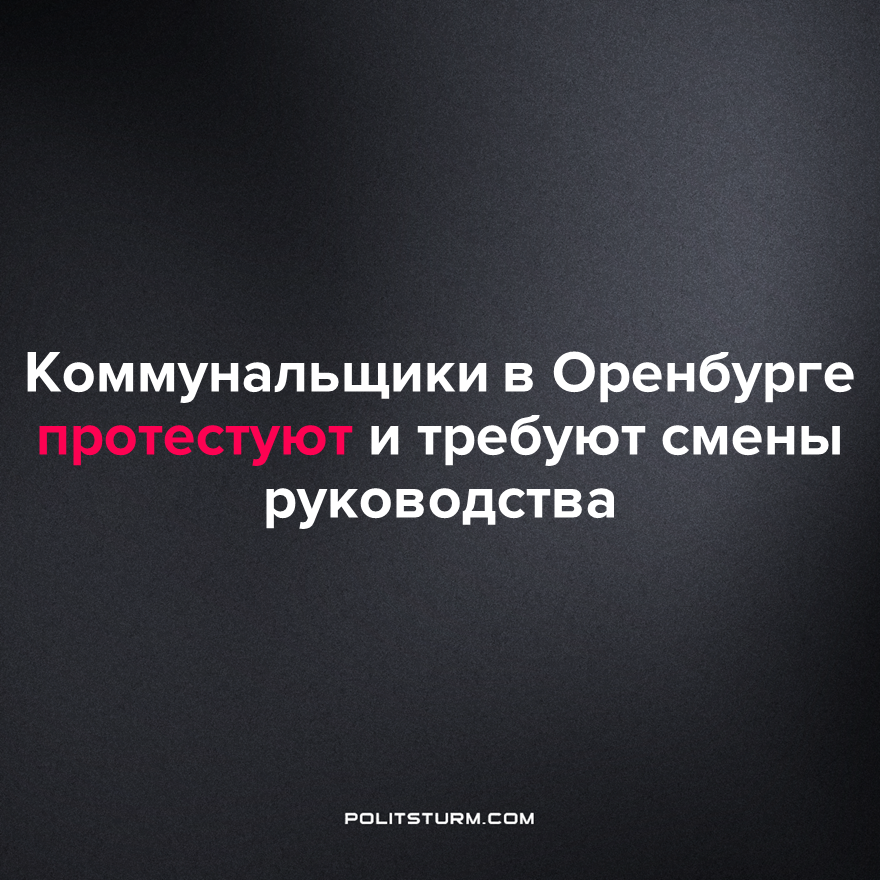 Коммунальщики в Оренбурге
протестуют и требуют смены
руководства
POLITSTURM.COM